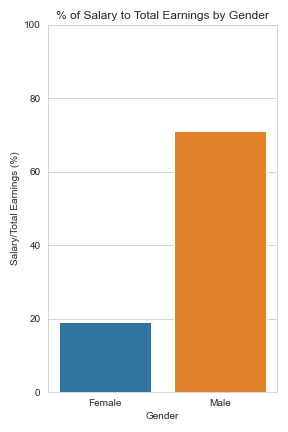 % of Salary to Total Earnings by Gender
100
80
60
40
20
0
Salary/Total Earnings (%)
Female Male
Gender